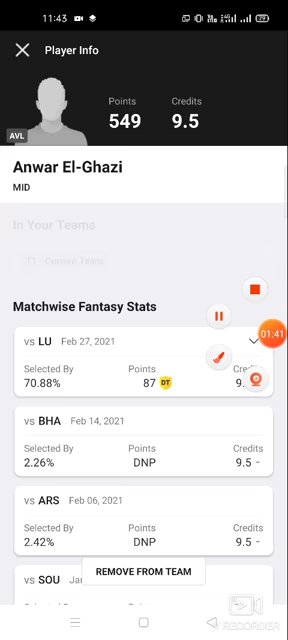 11:43
79
Player Info
Points
Credits
549
9.5
AVL
Anwar El-Ghazi
MID
In Your Teams
T1 Current Team
Matchwise Fantasy Stats
01:41
vs LU Feb 27, 2021
Selected By Points Credits
70.88% 87 DT 9.
vs BHA Feb 14, 2021
Selected By Points Credits
2.26% DNP 9.5 -
vs ARS Feb 06, 2021
Selected By Points Credits
2.42% DNP 9.5 -
vs SOU
REMOVE FROM TEAM
RECORDER